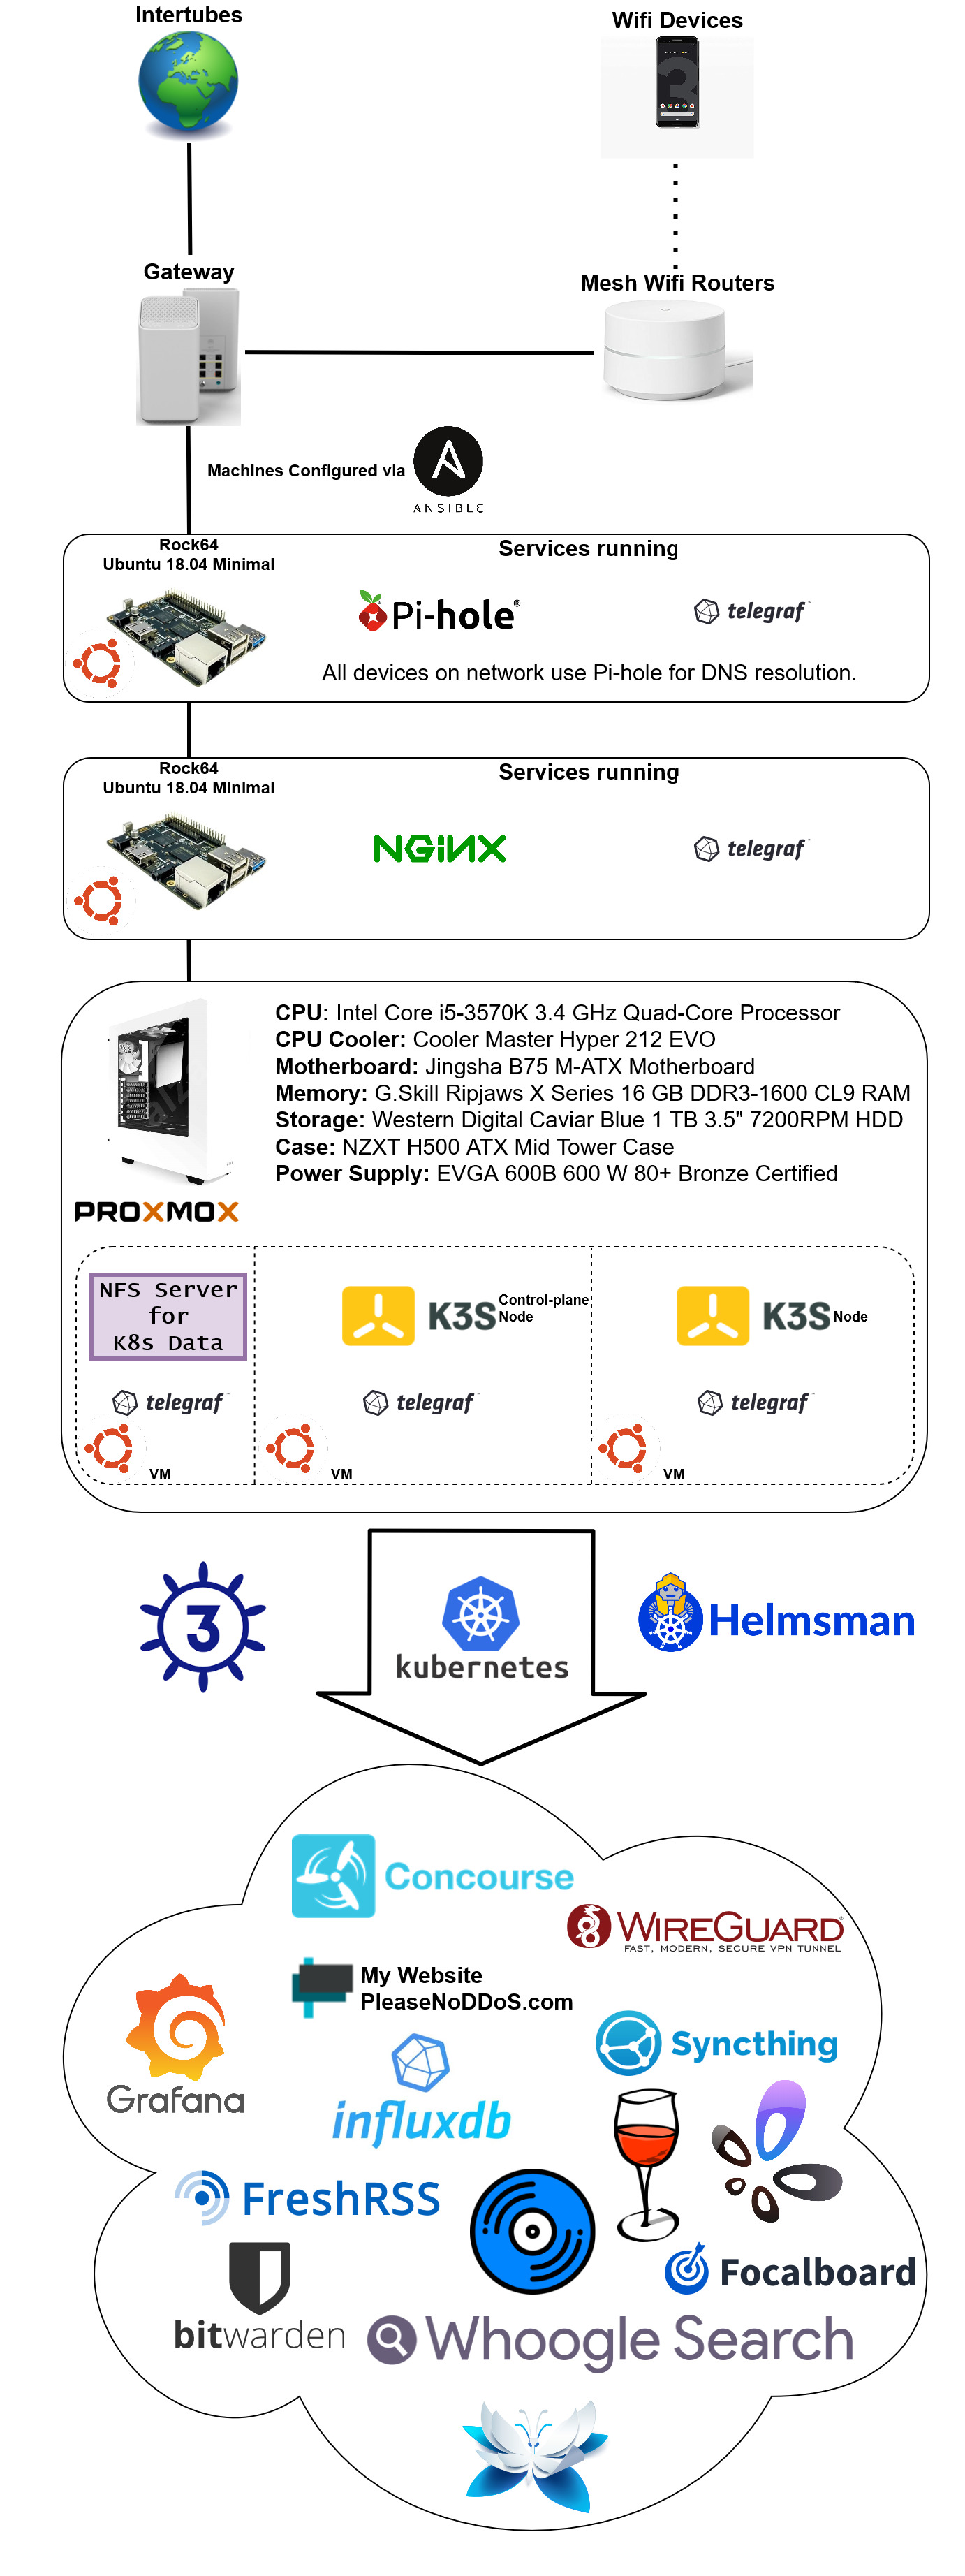 Intertubes
Wifi Devices
Gateway
Mesh Wifi Routers
Machines Configured via
ANSIBLE
Rock64
Ubuntu 18.04 Minimal
Services running
Pi-hole®
telegraf™
All devices on network use Pi-hole for DNS resolution.
Rock64
Ubuntu 18.04 Minimal
Services running
NGiNX
telegraf™
CPU: Intel Core i5-3570K 3.4 GHz Quad-Core Processor
CPU Cooler: Cooler Master Hyper 212 EVO
Motherboard: Jingsha B75 M-ATX Motherboard
Memory: G.Skill Ripjaws X Series 16 GB DDR3-1600 CL9 RAM
Storage: Western Digital Caviar Blue 1 TB 3.5" 7200RPM HDD
Case: NZXT H500 ATX Mid Tower Case
Power Supply: EVGA 600B 600 W 80+ Bronze Certified
PROXMOX
NFS Server
for
K8s Data
telegraf™
VM
K3S
Control-plane
Node
telegraf™
VM
K3S
Node
telegraf™
VM
3
kubernetes
Helmsman
Concourse
WIREGUARD
FAST, MODERN, SECURE VPN TUNNEL
My Website
PleaseNoDDoS.com
Grafana
Syncthing
influxdb
FreshRSS
Focalboard
bitwarden
Whoogle Search